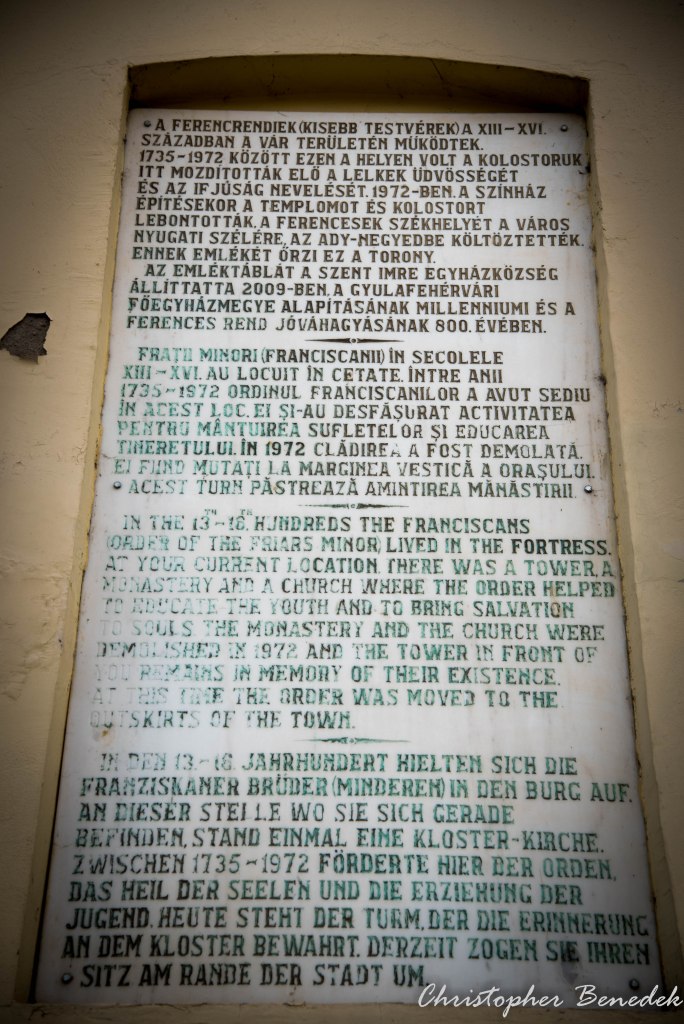 A FERENCRENDIEK (KISEBB TESTVÉREK) A XIII-XVI.
SZÁZADBAN A VÁR TERÜLETÉN MŰKÖDTEK.
1735-1972 KÖZÖTT EZEN A HELYEN VOLT A KOLOSTORUK
ITT MOZDÍTOTTÁK ELŐ A LELKEK ÜDVÖSSÉGÉT
ÉS AZ IFJÚSÁG NEVELÉSÉT. 1972-BEN, A SZÍNHÁZ
ÉPÍTÉSEKOR A TEMPLOMOT ÉS KOLOSTORT
LEBONTOTTÁK, A FERENCESEK SZÉKHELYÉT A VÁROS
NYUGATI SZÉLÉRE, AZ ADY-NEGYEDBE KÖLTÖZTETTÉK.
ENNEK EMLÉKÉT ŐRZI EZ A TORONY.
AZ EMLÉKTÁBLÁT A SZENT IMRE EGYHÁZKÖZSÉG
ÁLLÍTTATTA 2009-BEN, A GYULAFEHÉRVÁRI
FŐEGYHÁZMEGYE ALAPÍTÁSÁNAK MILLENNIUMI ÉS A
FERENCES REND JÓVÁHAGYÁSÁNAK 800. ÉVÉBEN.
FRAȚII MINORI (FRANCISCANII) ÎN SECOLELE
XIII-XVI. AU LOCUIT ÎN CETATE. ÎNTRE ANII
1735-1972 ORDINUL FRANCISCANILOR A AVUT SEDIU
ÎN ACEST LOC. EI ȘI-AU DESFĂȘURAT ACTIVITATEA
PENTRU MÂNTUIREA SUFLETELOR ȘI EDUCAREA
TINERETULUI. ÎN 1972 CLĂDIREA A FOST DEMOLATĂ.
EI FIIND MUTAȚI LA MARGINEA VESTICĂ A ORAȘULUI.
ACEST TURN PĂSTREAZĂ AMINTIREA MĂNĂSTIRII.
IN THE 13TH-16TH HUNDREDS THE FRANCISCANS
(ORDER OF THE FRIARS MINOR) LIVED IN THE FORTRESS.
AT YOUR CURRENT LOCATION, THERE WAS A TOWER, A
MONASTERY AND A CHURCH WHERE THE ORDER HELPED
TO EDUCATE THE YOUTH AND TO BRING SALVATION
TO SOULS. THE MONASTERY AND THE CHURCH WERE
DEMOLISHED IN 1972 AND THE TOWER IN FRONT OF
YOU REMAINS IN MEMORY OF THEIR EXISTENCE.
AT THIS TIME THE ORDER WAS MOVED TO THE
OUTSKIRTS OF THE TOWN.
IN DEN 13.-16. JAHRHUNDERT HIELTEN SICH DIE
FRANZISKANER BRÜDER (MINDEREN) IN DEN BURG AUF.
AN DIESER STELLE WO SIE SICH GERADE
BEFINDEN, STAND EINMAL EINE KLOSTER-KIRCHE.
ZWISCHEN 1735-1972 FÖRDERTE HIER DER ORDEN,
DAS HEIL DER SEELEN UND DIE ERZIEHUNG DER
JUGEND. HEUTE STEHT DER TURM, DER DIE ERINNERUNG
AN DEM KLOSTER BEWAHRT. DERZEIT ZOGEN SIE IHREN
SITZ AM RANDE DER STADT UM.
Christopher Benedek